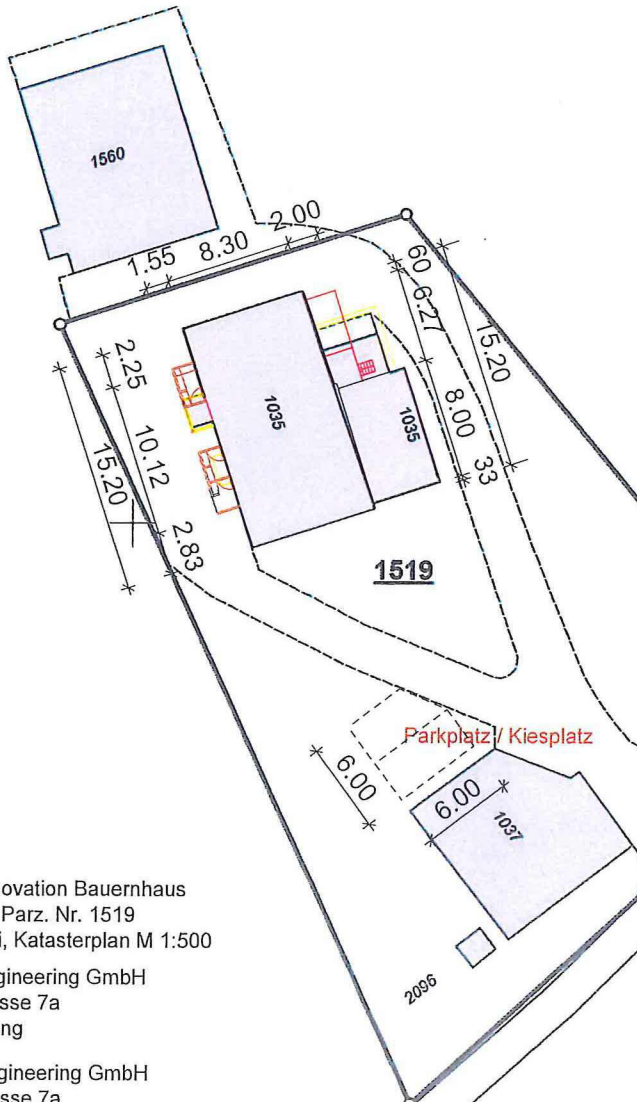 1560
2.00
8.30
1.55
60
6.27
15.20
8.00
33
2.25
10.12
15.20
2.83
1035
1035
1519
Parkplatz / Kiesplatz
6.00
6.00
1037
2096
ovation Bauernhaus
Parz. Nr. 1519
i, Katasterplan M 1:500
gineering GmbH
sse 7a
ng
gineering GmbH
sse 7a